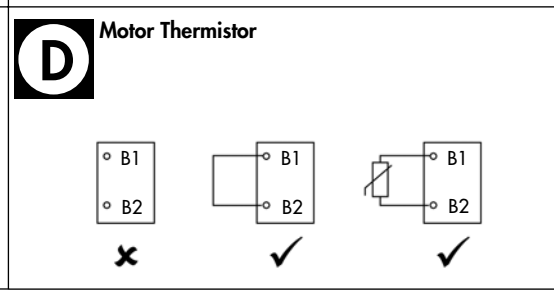 D
Motor Thermistor
B1 B1 B1
B2 B2 B2
✘ ✓ ✓